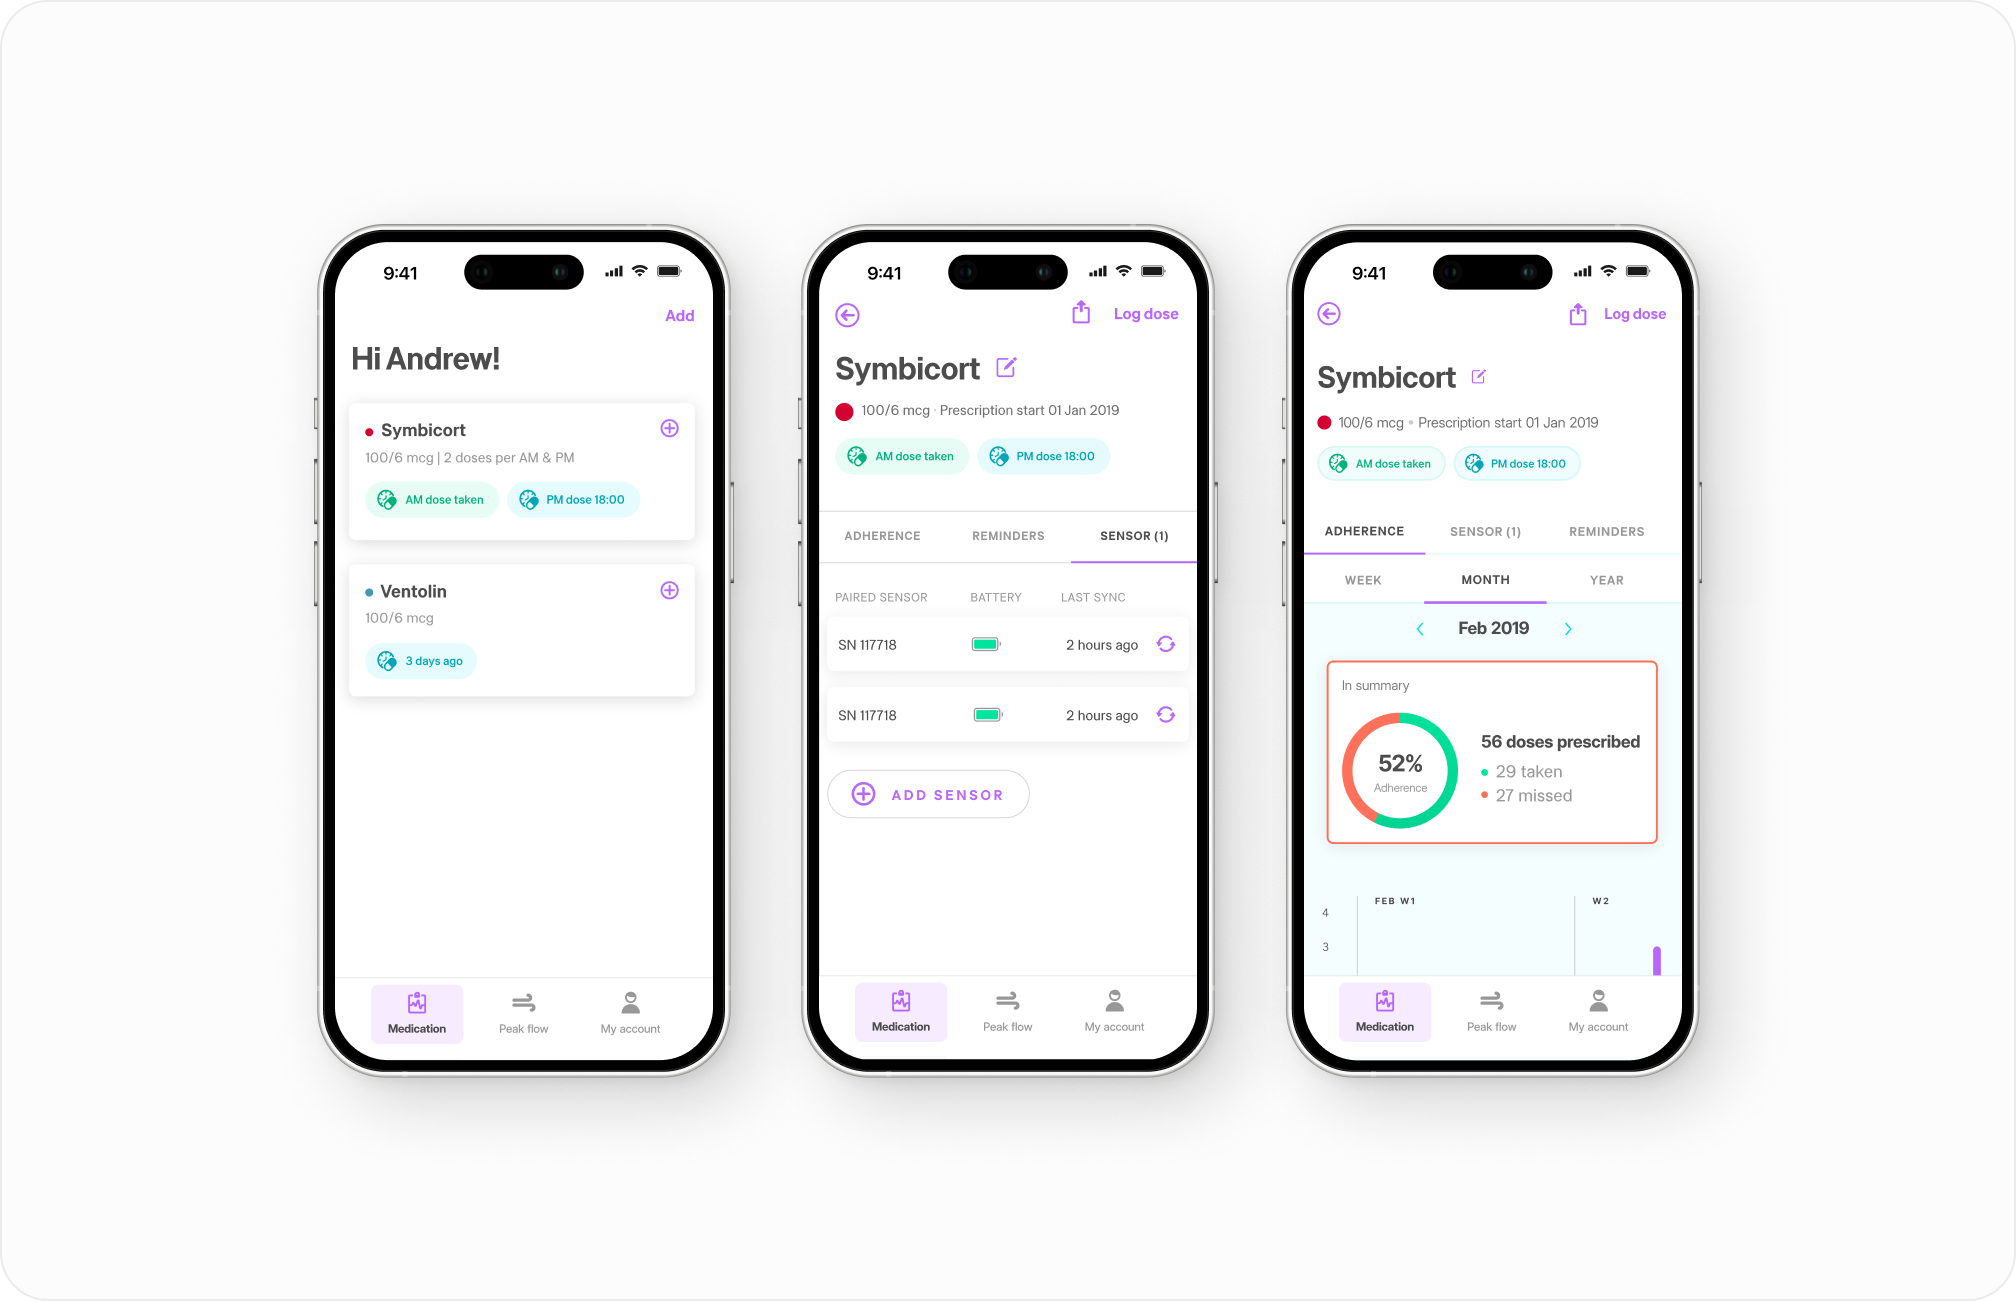 9:41
Add
Hi Andrew!
Symbicort
100/6 mcg | 2 doses per AM & PM
AM dose taken
PM dose 18:00
Ventolin
100/6 mcg
3 days ago
Medication
Peak flow
My account
9:41
Log dose
Symbicort
100/6 mcg · Prescription start 01 Jan 2019
AM dose taken
PM dose 18:00
ADHERENCE
REMINDERS
SENSOR (1)
PAIRED SENSOR
BATTERY
LAST SYNC
SN 117718
2 hours ago
SN 117718
2 hours ago
ADD SENSOR
Medication
Peak flow
My account
9:41
Log dose
Symbicort
100/6 mcg • Prescription start 01 Jan 2019
AM dose taken
PM dose 18:00
ADHERENCE
SENSOR (1)
REMINDERS
WEEK
MONTH
YEAR
Feb 2019
In summary
52%
Adherence
56 doses prescribed
29 taken
27 missed
FEB W1
W2
4
3
Medication
Peak flow
My account